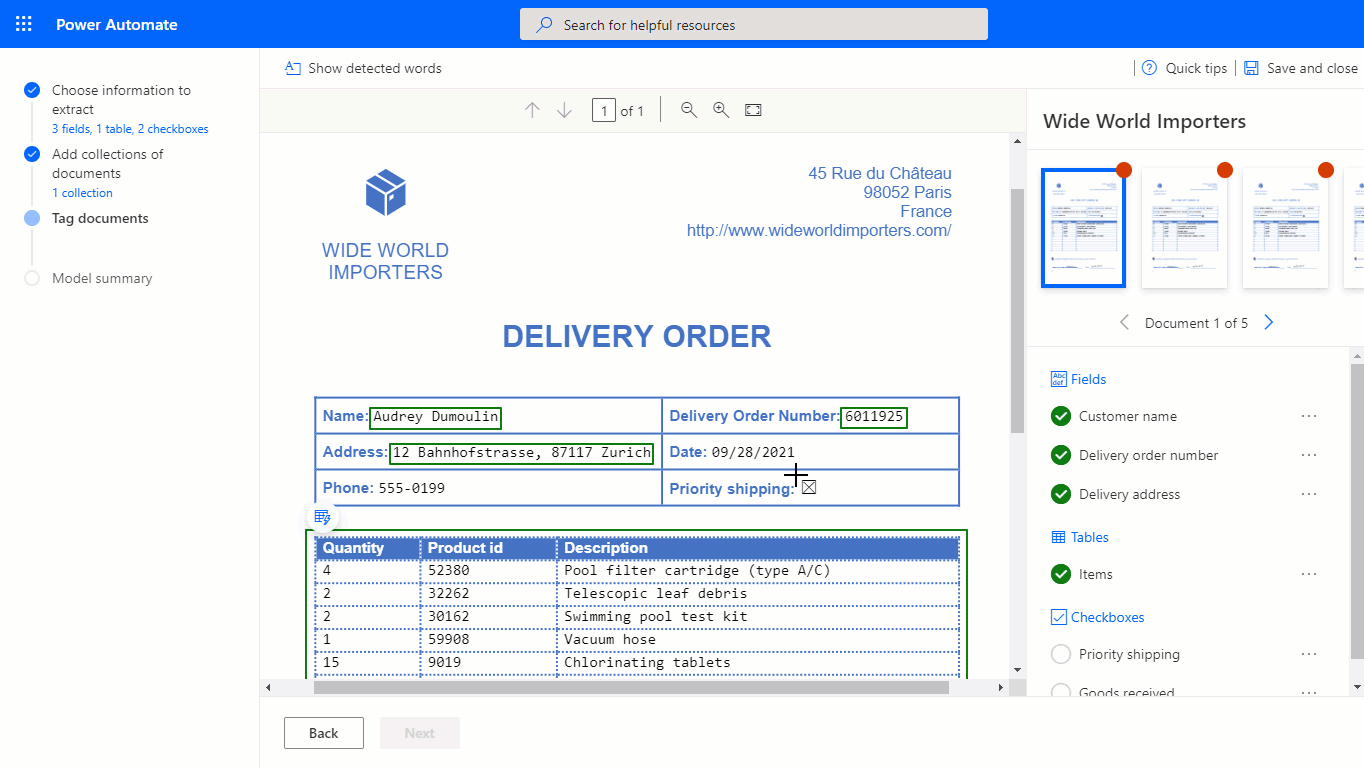 Power Automate
Search for helpful resources
Choose information to
extract
3 fields, 1 table, 2 checkboxes
Add collections of
documents
1 collection
Tag documents
Model summary
Show detected words
Quick tips
Save and close
1 of 1
WIDE WORLD
IMPORTERS
45 Rue du Château
98052 Paris
France
http://www.wideworldimporters.com/
DELIVERY ORDER
Name: Audrey Dumoulin
Delivery Order Number: 6011925
Address: 12 Bahnhofstrasse, 87117 Zurich
Date: 09/28/2021
Phone: 555-0199
Priority shipping:
Quantity Product id Description
4 52380 Pool filter cartridge (type A/C)
2 32262 Telescopic leaf debris
2 30162 Swimming pool test kit
1 59908 Vacuum hose
15 9019 Chlorinating tablets
Back
Next
Wide World Importers
Document 1 of 5
Abc
def
Fields
Customer name
Delivery order number
Delivery address
Tables
Items
Checkboxes
Priority shipping
Goods received